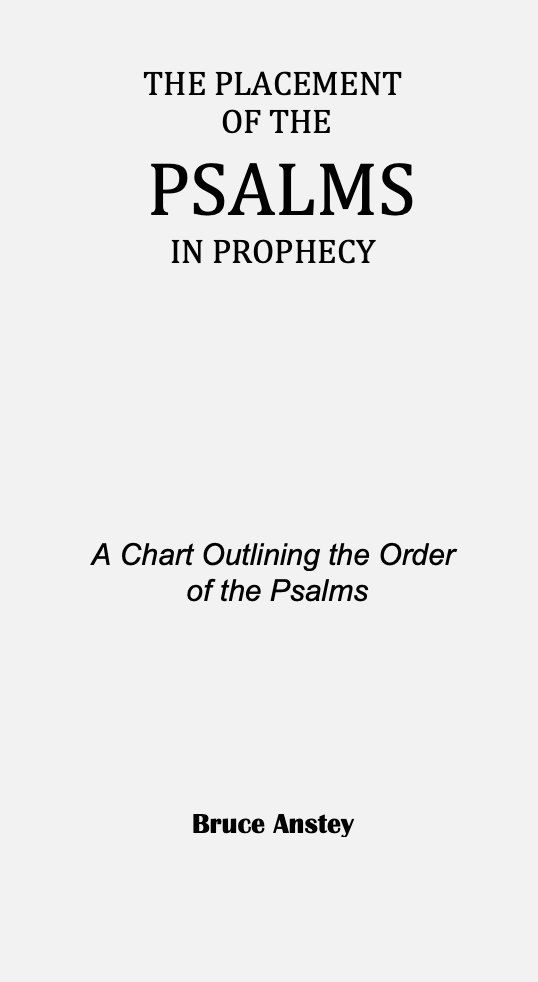 THE PLACEMENT
OF THE
PSALMS
IN PROPHECY
A Chart Outlining the Order
of the Psalms
Bruce Anstey